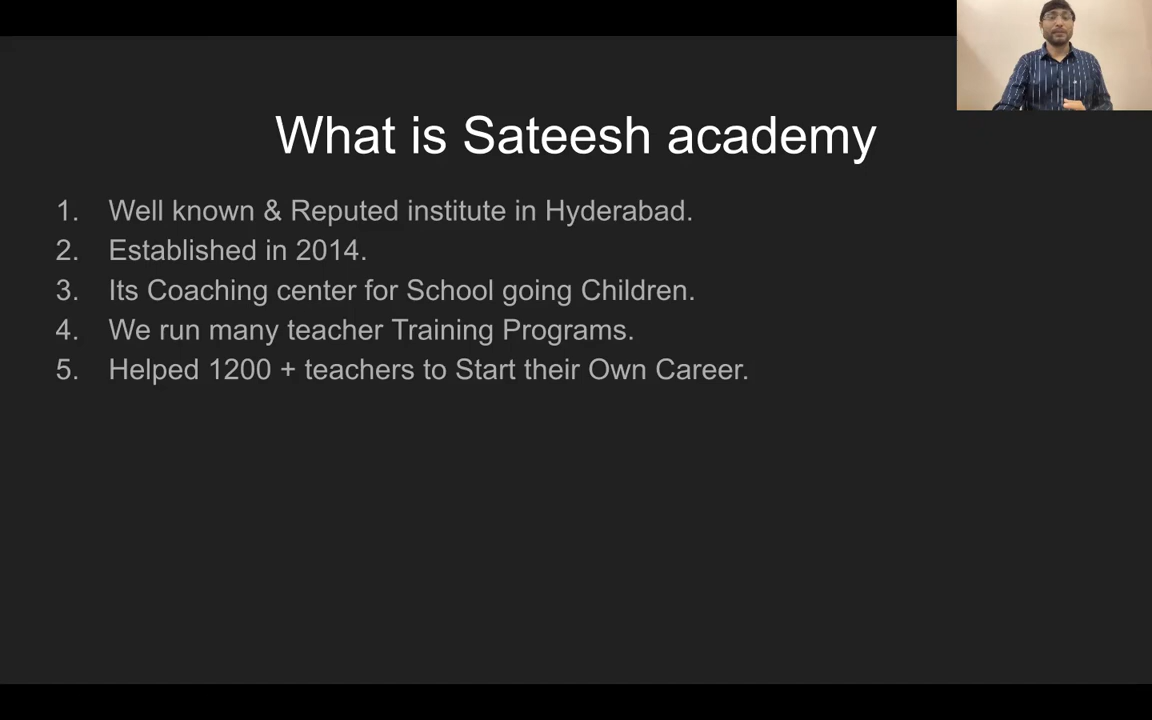 What is Sateesh academy
1. Well known & Reputed institute in Hyderabad.
2. Established in 2014.
3. Its Coaching center for School going Children.
4. We run many teacher Training Programs.
5. Helped 1200 + teachers to Start their Own Career.